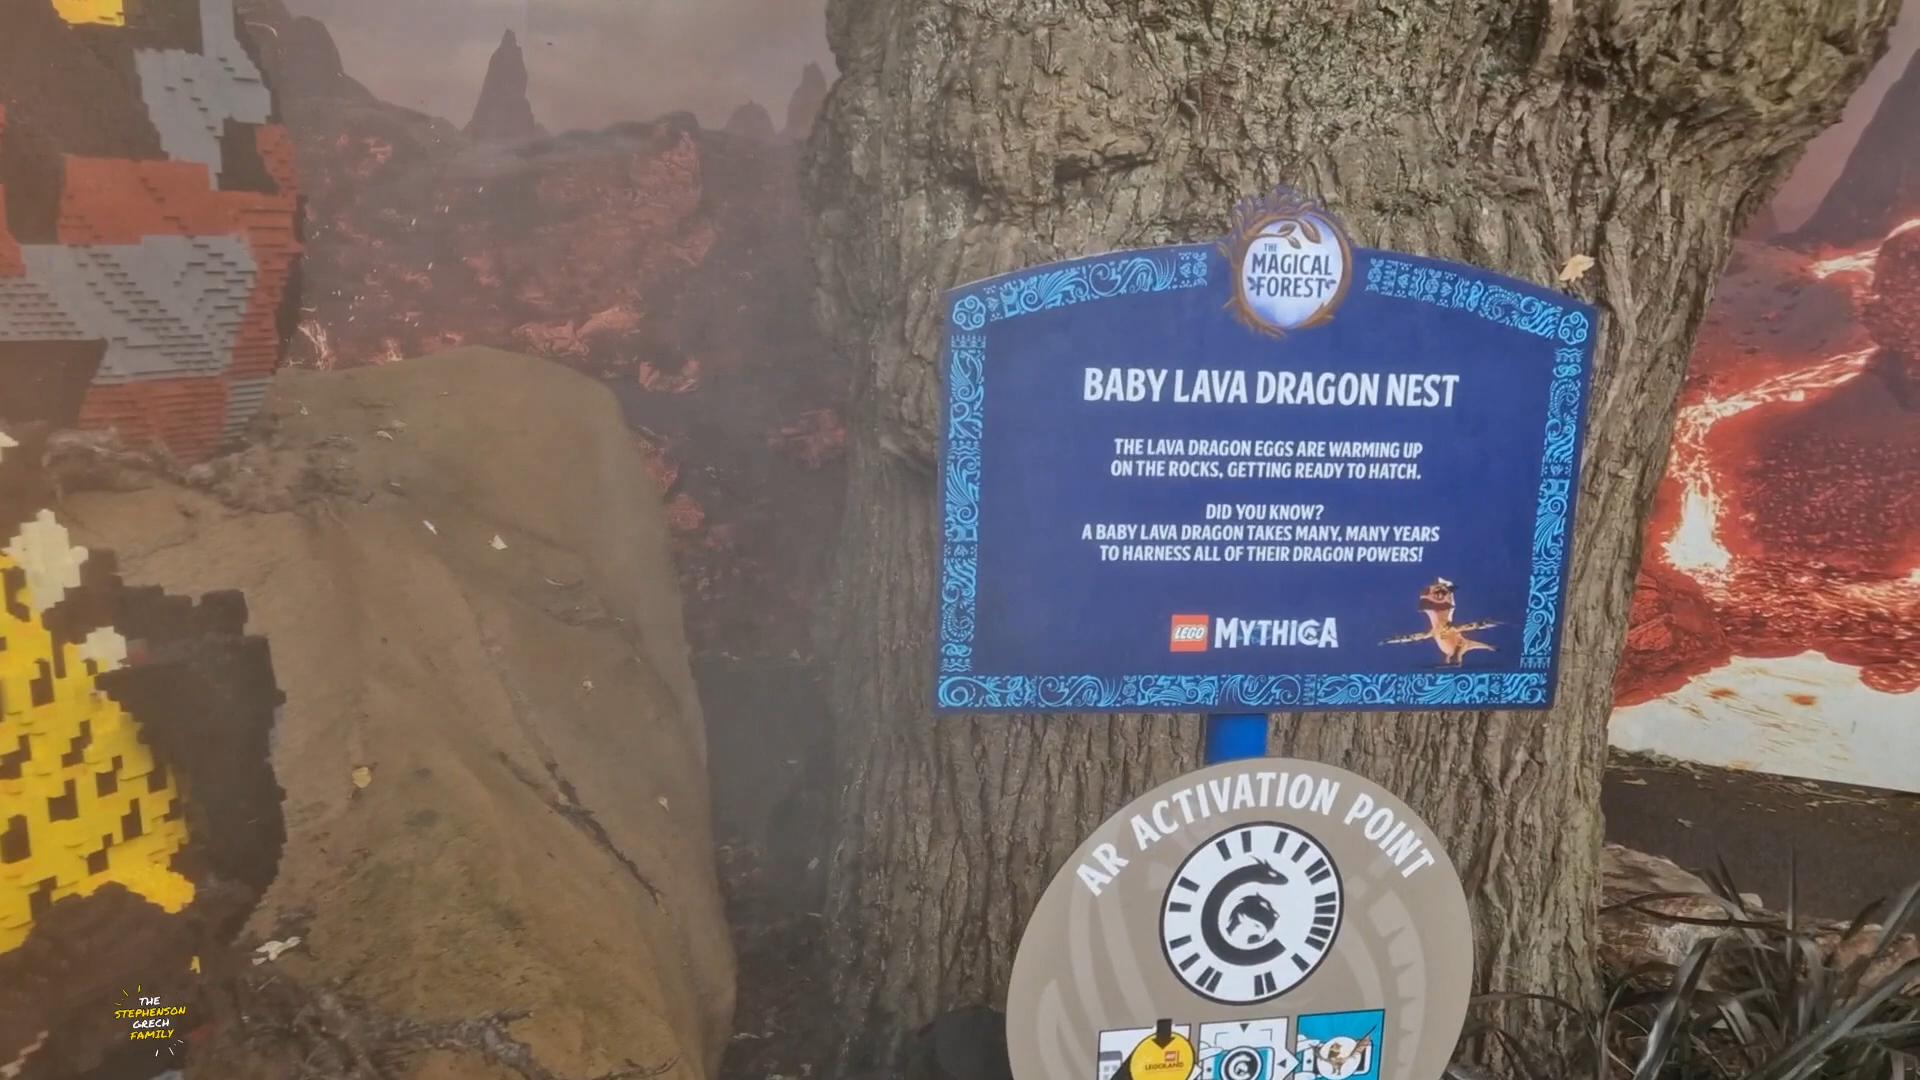 THE
MAGICAL
FOREST
BABY LAVA DRAGON NEST
THE LAVA DRAGON EGGS ARE WARMING UP
ON THE ROCKS, GETTING READY TO HATCH.
DID YOU KNOW?
A BABY LAVA DRAGON TAKES MANY, MANY YEARS
TO HARNESS ALL OF THEIR DRAGON POWERS!
LEGO MYTHICA
AR ACTIVATION POINT
LEGO
LEGOLAND
THE
STEPHENSON
GRECH
FAMILY